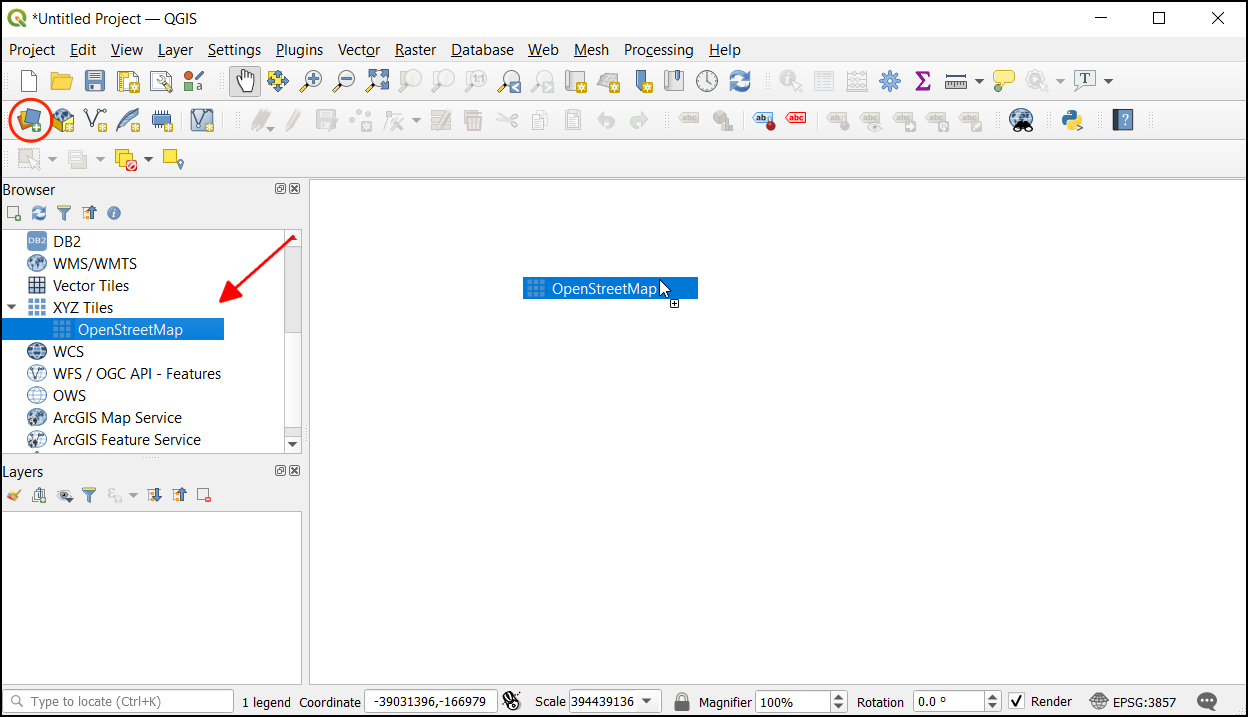 *Untitled Project — QGIS
Project Edit View Layer Settings Plugins Vector Raster Database Web Mesh Processing Help
Browser
DB2 DB2
WMS/WMTS
Vector Tiles
XYZ Tiles
OpenStreetMap
WCS
WFS / OGC API - Features
OWS
ArcGIS Map Service
ArcGIS Feature Service
OpenStreetMap
Layers
Type to locate (Ctrl+K) 1 legend Coordinate -39031396,-166979 Scale 394439136 Magnifier 100% Rotation 0.0 ° Render EPSG:3857